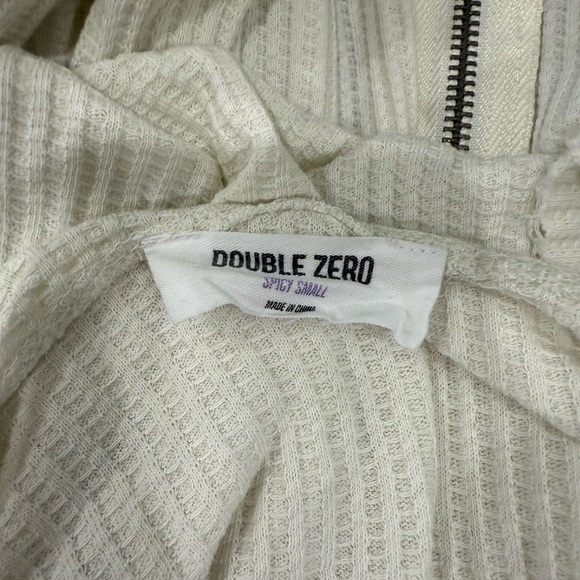 DOUBLE ZERO
SPICY SMALL
MADE IN CHINA